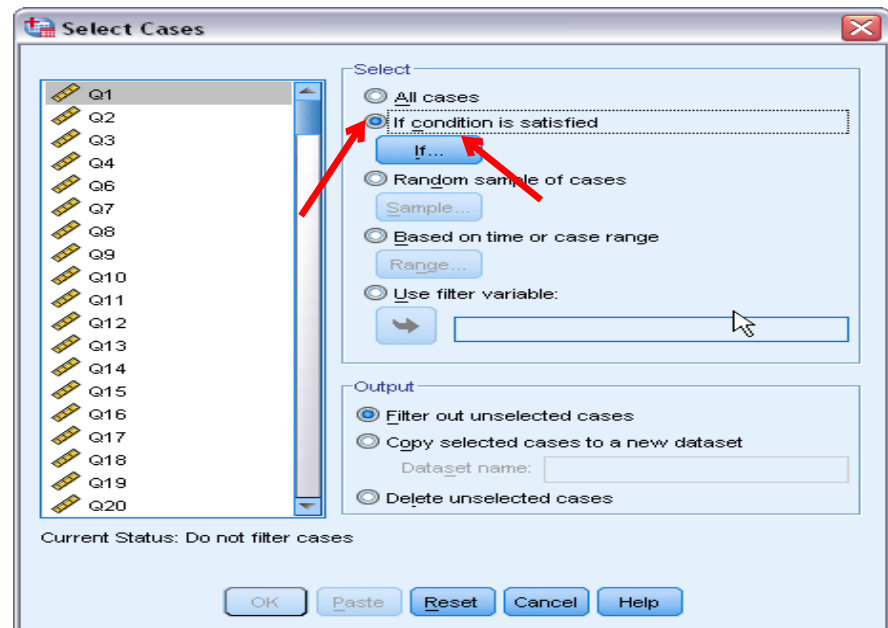 Select Cases
Q1
Q2
Q3
Q4
Q6
Q7
Q8
Q9
Q10
Q11
Q12
Q13
Q14
Q15
Q16
Q17
Q18
Q19
Q20
Select
All cases
If condition is satisfied
If...
Random sample of cases
Sample...
Based on time or case range
Range...
Use filter variable:
Output
Filter out unselected cases
Copy selected cases to a new dataset
Dataset name:
Delete unselected cases
Current Status: Do not filter cases
OK Paste Reset Cancel Help